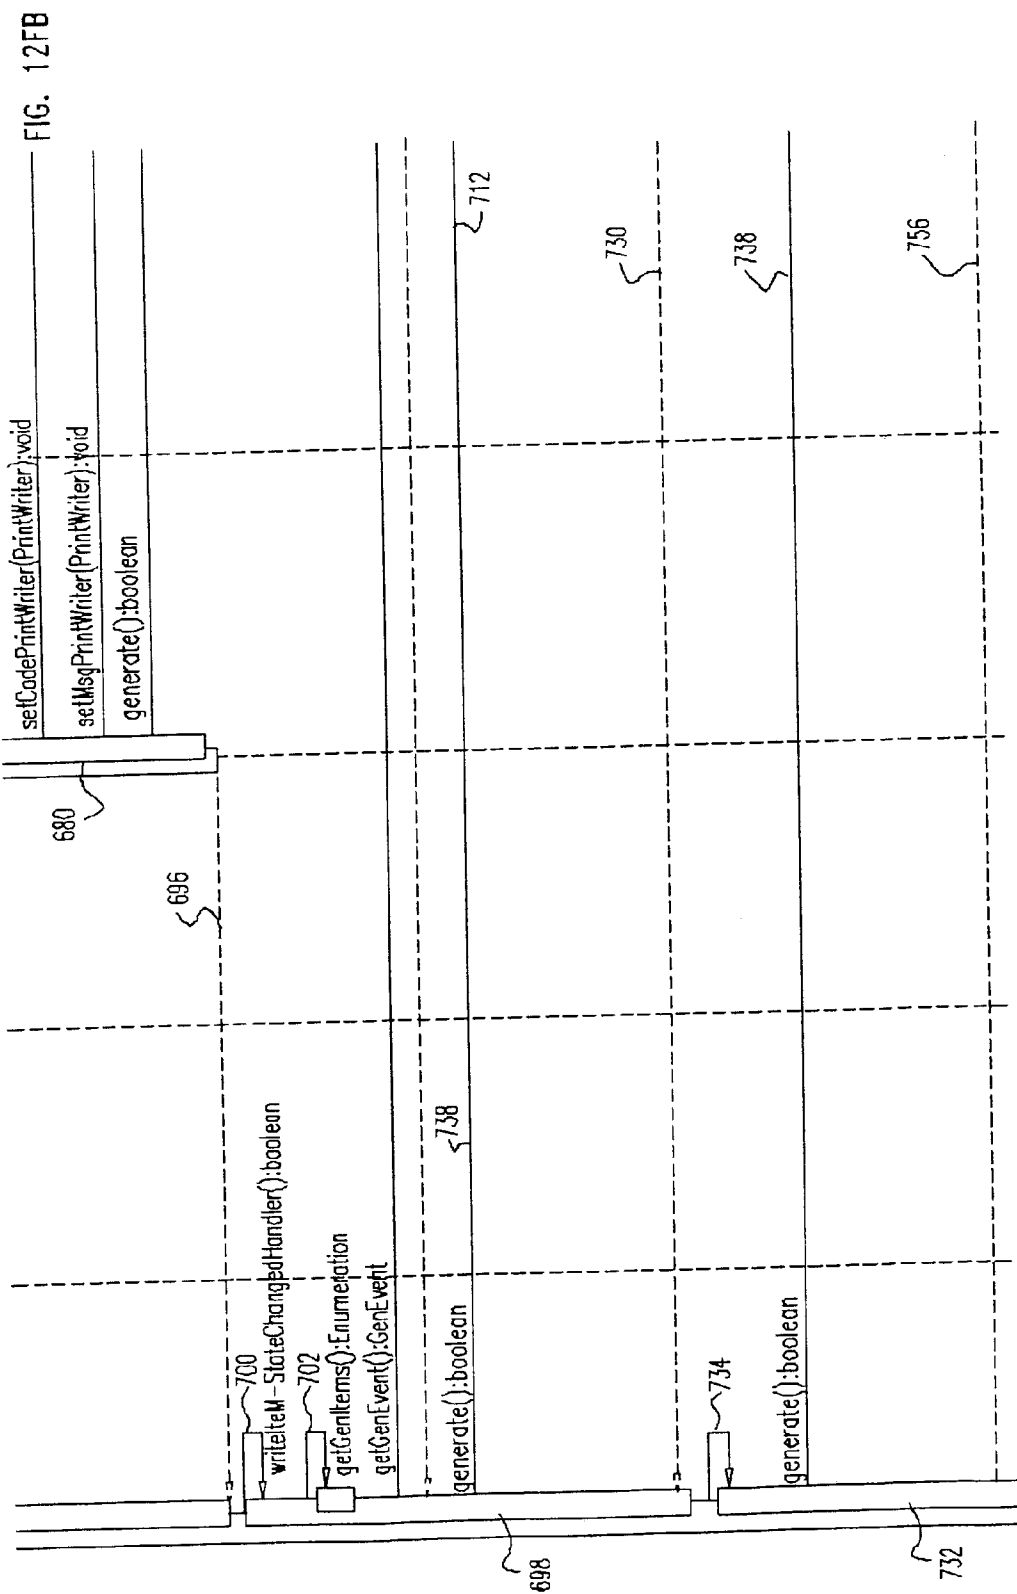 FIG. 12FB
setCodePrintWriter(PrintWriter):void
setMsgPrintWriter(PrintWriter):void
generate():boolean
680
696
700
writeIteM-StateChangedHandler():boolean
702
getGenItems():Enumeration
getGenEvent():GenEvent
generate():boolean
738
712
698
730
734
generate():boolean
738
732
756